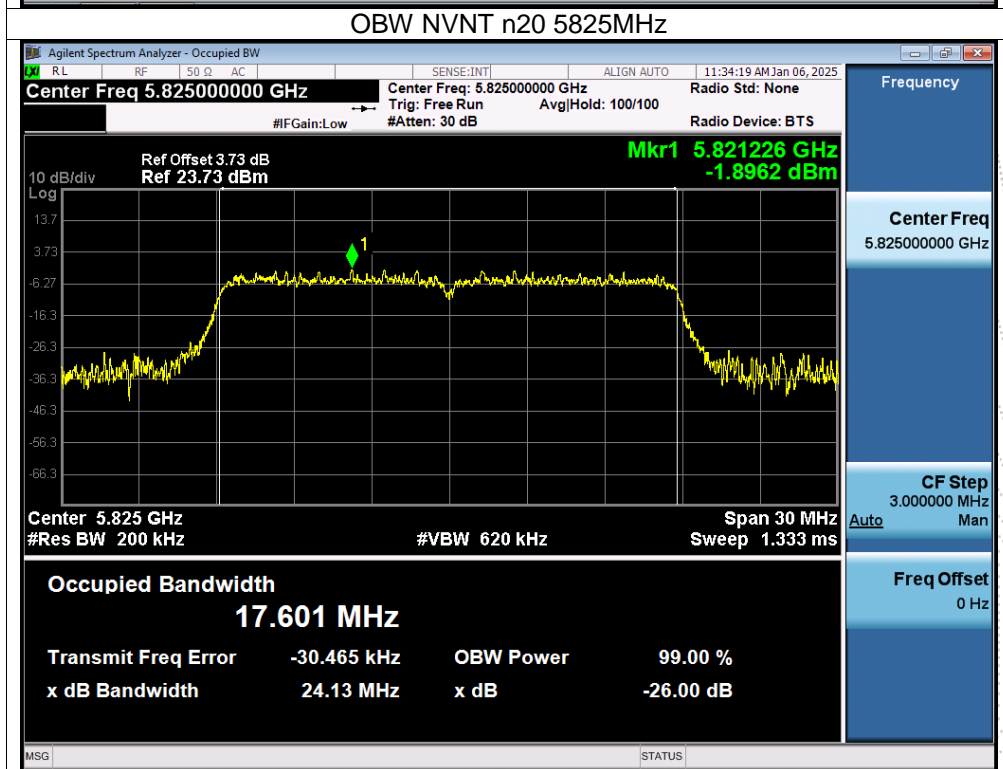 OBW NVNT n20 5825MHz
Agilent Spectrum Analyzer - Occupied BW
LXI RL RF 50 Ω AC SENSE:INT ALIGN AUTO 11:34:19 AM Jan 06, 2025
Center Freq 5.825000000 GHz
Center Freq: 5.825000000 GHz Radio Std: None
Trig: Free Run Avg|Hold: 100/100
#IFGain:Low #Atten: 30 dB Radio Device: BTS
Mkr1 5.821226 GHz
-1.8962 dBm
Ref Offset 3.73 dB
10 dB/div Ref 23.73 dBm
Log
13.7
3.73
-6.27
-16.3
-26.3
-36.3
-46.3
-56.3
-66.3
1
Center 5.825 GHz Span 30 MHz
#Res BW 200 kHz #VBW 620 kHz Sweep 1.333 ms
Occupied Bandwidth
17.601 MHz
Transmit Freq Error -30.465 kHz OBW Power 99.00 %
x dB Bandwidth 24.13 MHz x dB -26.00 dB
MSG STATUS
Frequency
Center Freq
5.825000000 GHz
CF Step
3.000000 MHz
Auto Man
Freq Offset
0 Hz